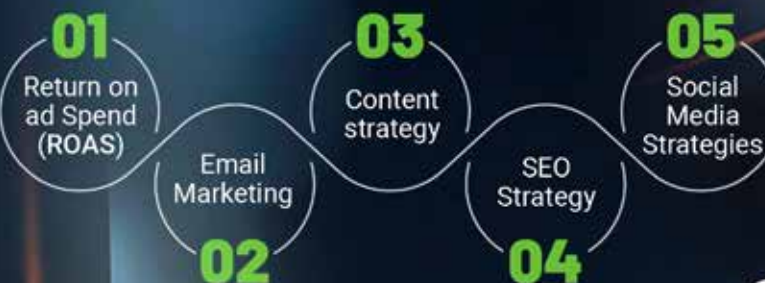 01
Return on
ad Spend
(ROAS)
Email
Marketing
02
03
Content
strategy
SEO
Strategy
04
05
Social
Media
Strategies